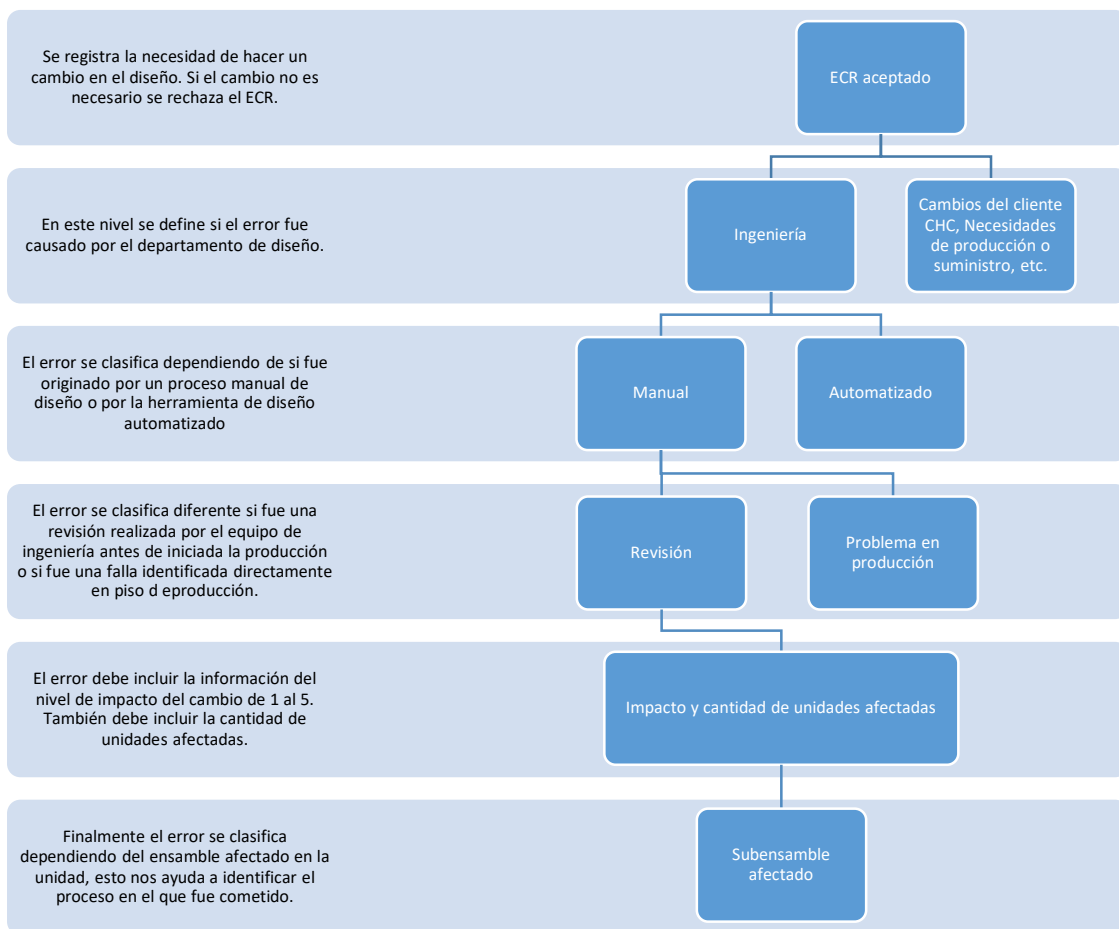 Se registra la necesidad de hacer un
cambio en el diseño. Si el cambio no es
necesario se rechaza el ECR.
ECR aceptado
En este nivel se define si el error fue
causado por el departamento de diseño.
Ingeniería
Cambios del cliente
CHC, Necesidades
de producción o
suministro, etc.
El error se clasifica dependiendo de si fue
originado por un proceso manual de
diseño o por la herramienta de diseño
automatizado
Manual
Automatizado
El error se clasifica diferente si fue una
revisión realizada por el equipo de
ingeniería antes de iniciada la producción
o si fue una falla identificada directamente
en piso d eproducción.
Revisión
Problema en
producción
El error debe incluir la información del
nivel de impacto del cambio de 1 al 5.
También debe incluir la cantidad de
unidades afectadas.
Impacto y cantidad de unidades afectadas
Finalmente el error se clasifica
dependiendo del ensamble afectado en la
unidad, esto nos ayuda a identificar el
proceso en el que fue cometido.
Subensamble
afectado